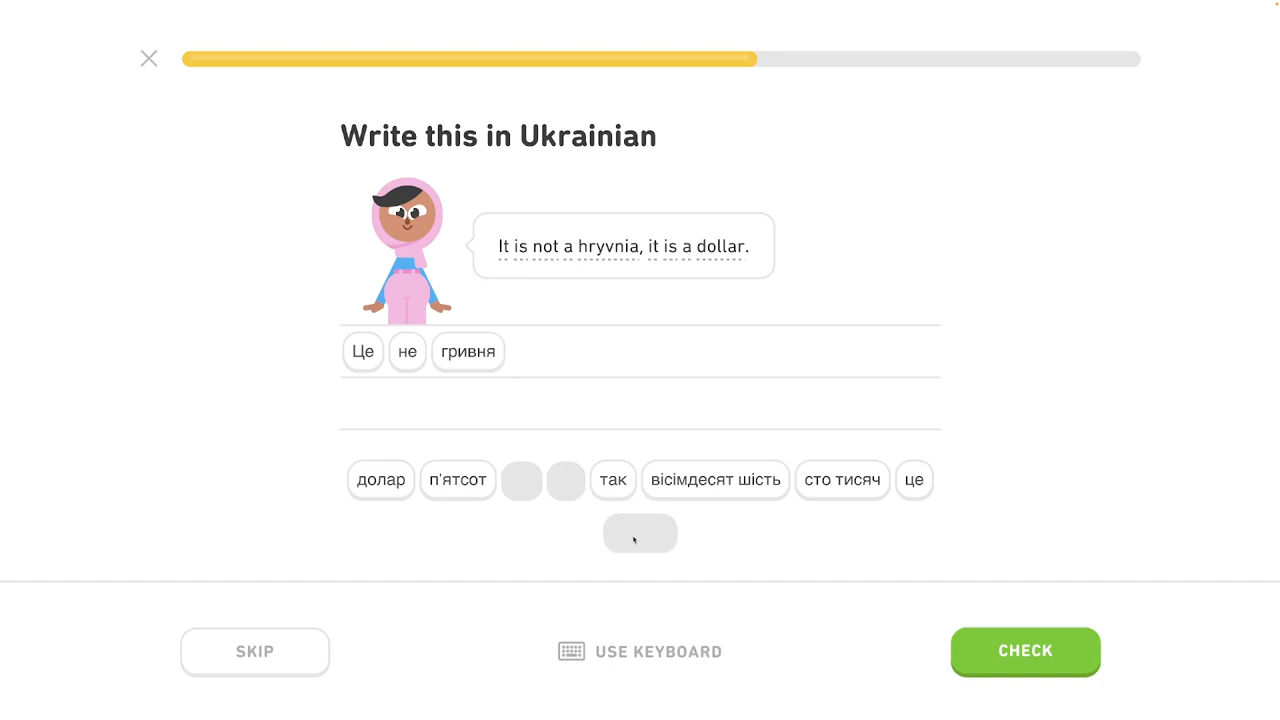 Write this in Ukrainian
It is not a hryvnia, it is a dollar.
Це не гривня
долар п'ятсот так вісімдесят шість сто тисяч це
SKIP USE KEYBOARD CHECK